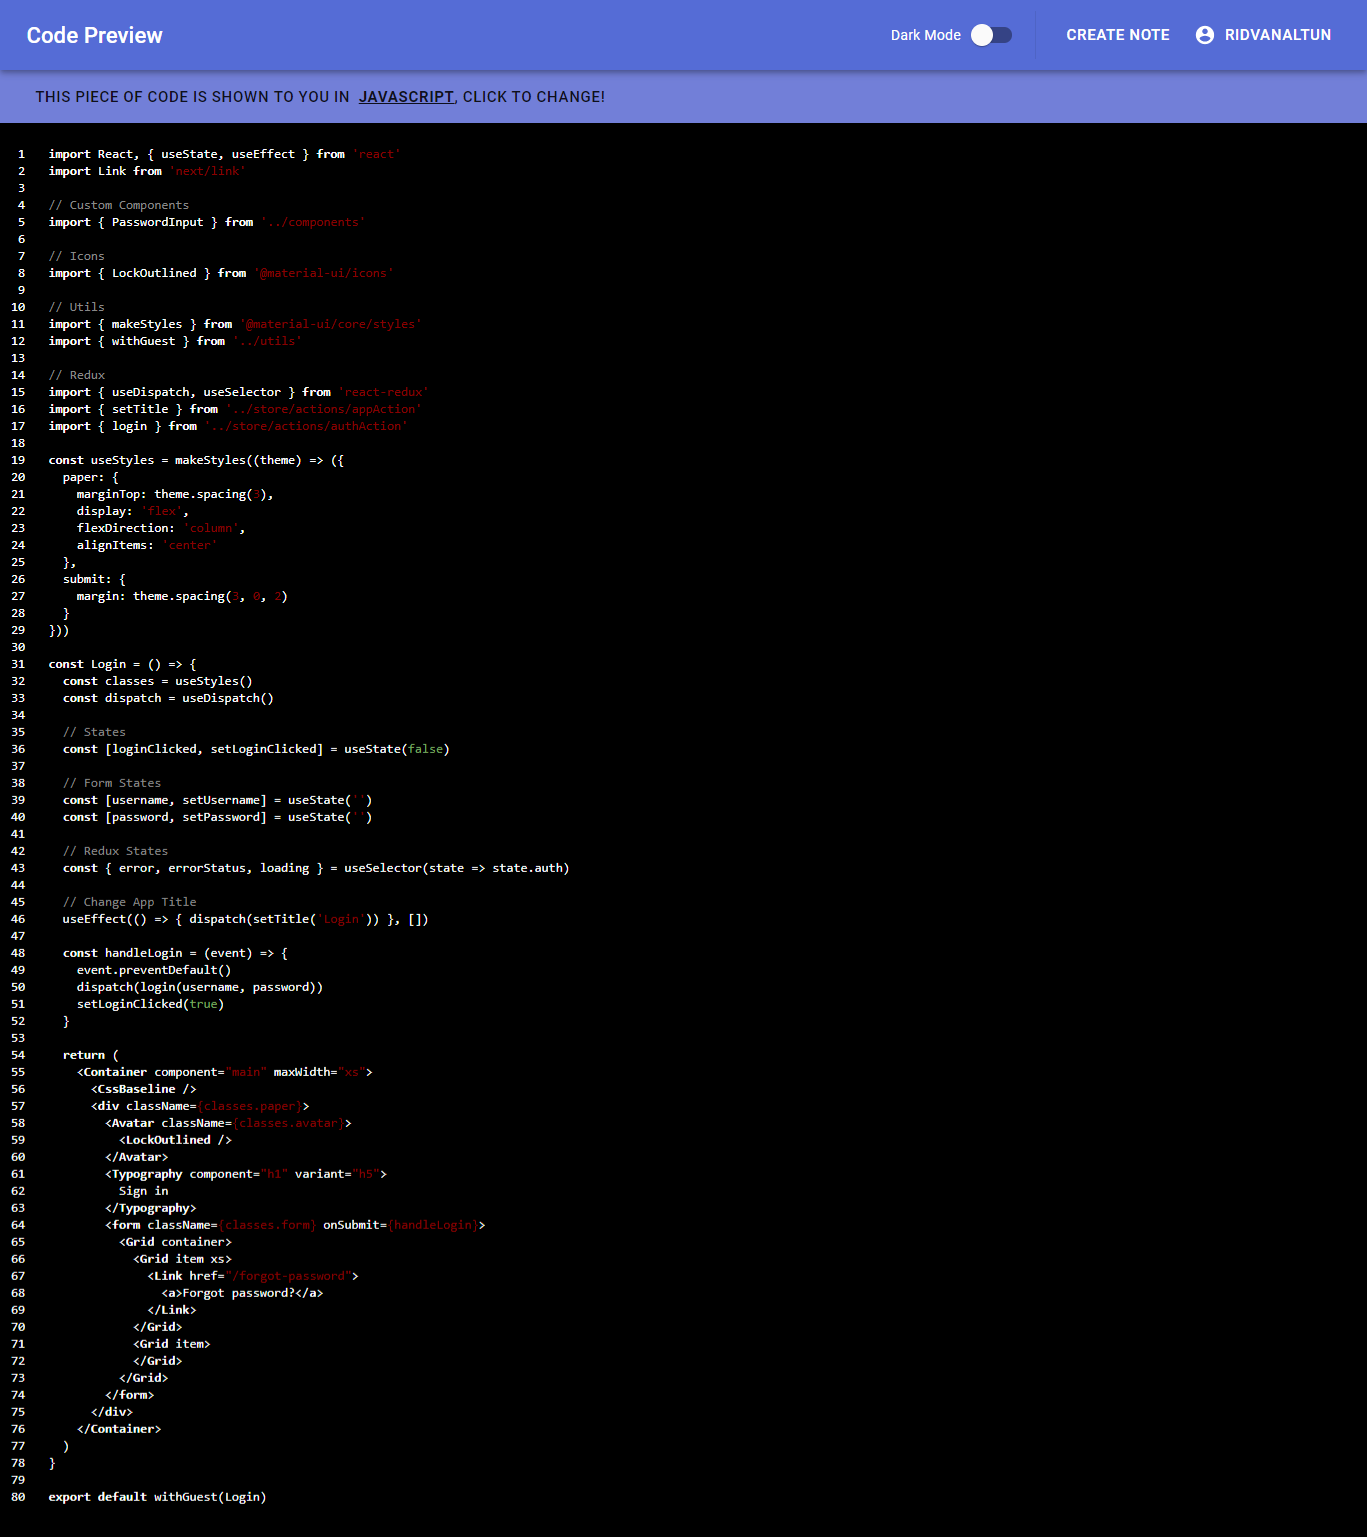 Code Preview
Dark Mode
CREATE NOTE
RIDVANALTUN
THIS PIECE OF CODE IS SHOWN TO YOU IN JAVASCRIPT, CLICK TO CHANGE!
1 import React, { useState, useEffect } from 'react'
2 import Link from 'next/link'
3
4 // Custom Components
5 import { PasswordInput } from '../components'
6
7 // Icons
8 import { LockOutlined } from '@material-ui/icons'
9
10 // Utils
11 import { makeStyles } from '@material-ui/core/styles'
12 import { withGuest } from '../utils'
13
14 // Redux
15 import { useDispatch, useSelector } from 'react-redux'
16 import { setTitle } from '../store/actions/appAction'
17 import { login } from '../store/actions/authAction'
18
19 const useStyles = makeStyles((theme) => ({
20   paper: {
21     marginTop: theme.spacing(3),
22     display: 'flex',
23     flexDirection: 'column',
24     alignItems: 'center'
25   },
26   submit: {
27     margin: theme.spacing(3, 0, 2)
28   }
29 }))
30
31 const Login = () => {
32   const classes = useStyles()
33   const dispatch = useDispatch()
34
35   // States
36   const [loginClicked, setLoginClicked] = useState(false)
37
38   // Form States
39   const [username, setUsername] = useState('')
40   const [password, setPassword] = useState('')
41
42   // Redux States
43   const { error, errorStatus, loading } = useSelector(state => state.auth)
44
45   // Change App Title
46   useEffect(() => { dispatch(setTitle('Login')) }, [])
47
48   const handleLogin = (event) => {
49     event.preventDefault()
50     dispatch(login(username, password))
51     setLoginClicked(true)
52   }
53
54   return (
55     <Container component="main" maxWidth="xs">
56       <CssBaseline />
57       <div className={classes.paper}>
58         <Avatar className={classes.avatar}>
59           <LockOutlined />
60         </Avatar>
61         <Typography component="h1" variant="h5">
62           Sign in
63         </Typography>
64         <form className={classes.form} onSubmit={handleLogin}>
65           <Grid container>
66             <Grid item xs>
67               <Link href="/forgot-password">
68                 <a>Forgot password?</a>
69               </Link>
70             </Grid>
71             <Grid item>
72             </Grid>
73           </Grid>
74         </form>
75       </div>
76     </Container>
77   )
78 }
79
80 export default withGuest(Login)